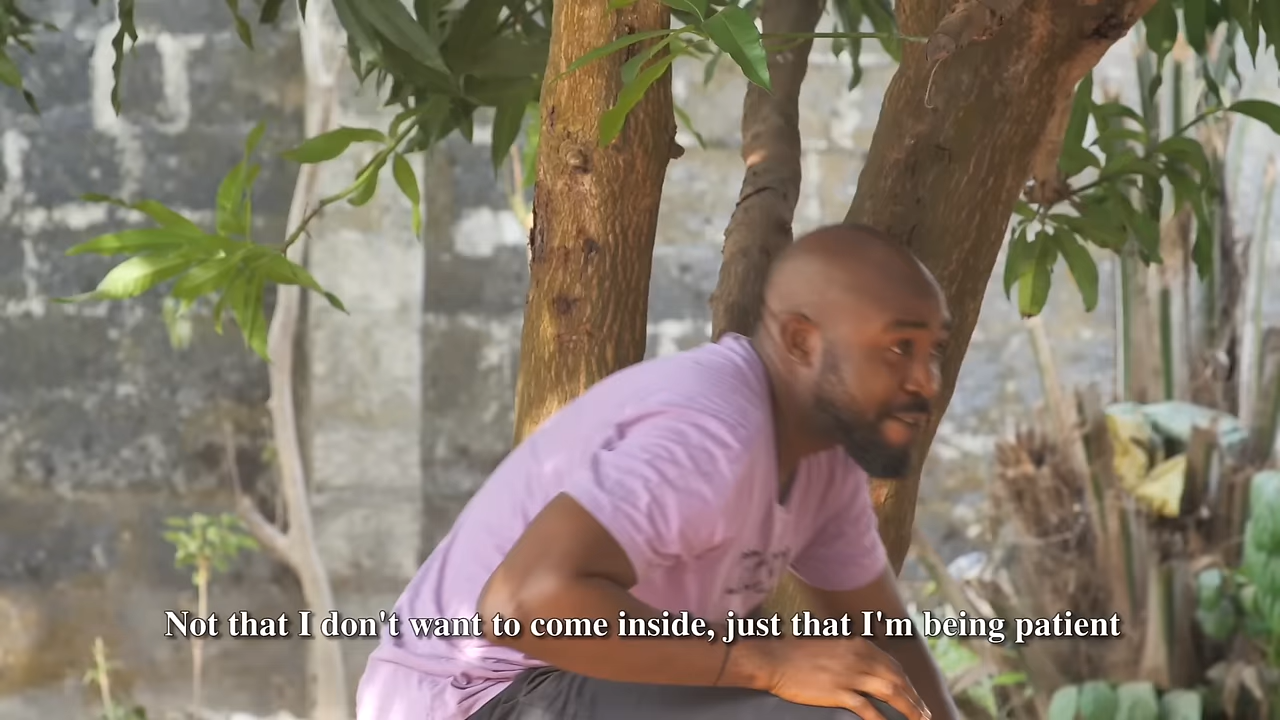 Not that I don't want to come inside, just that I'm being patient